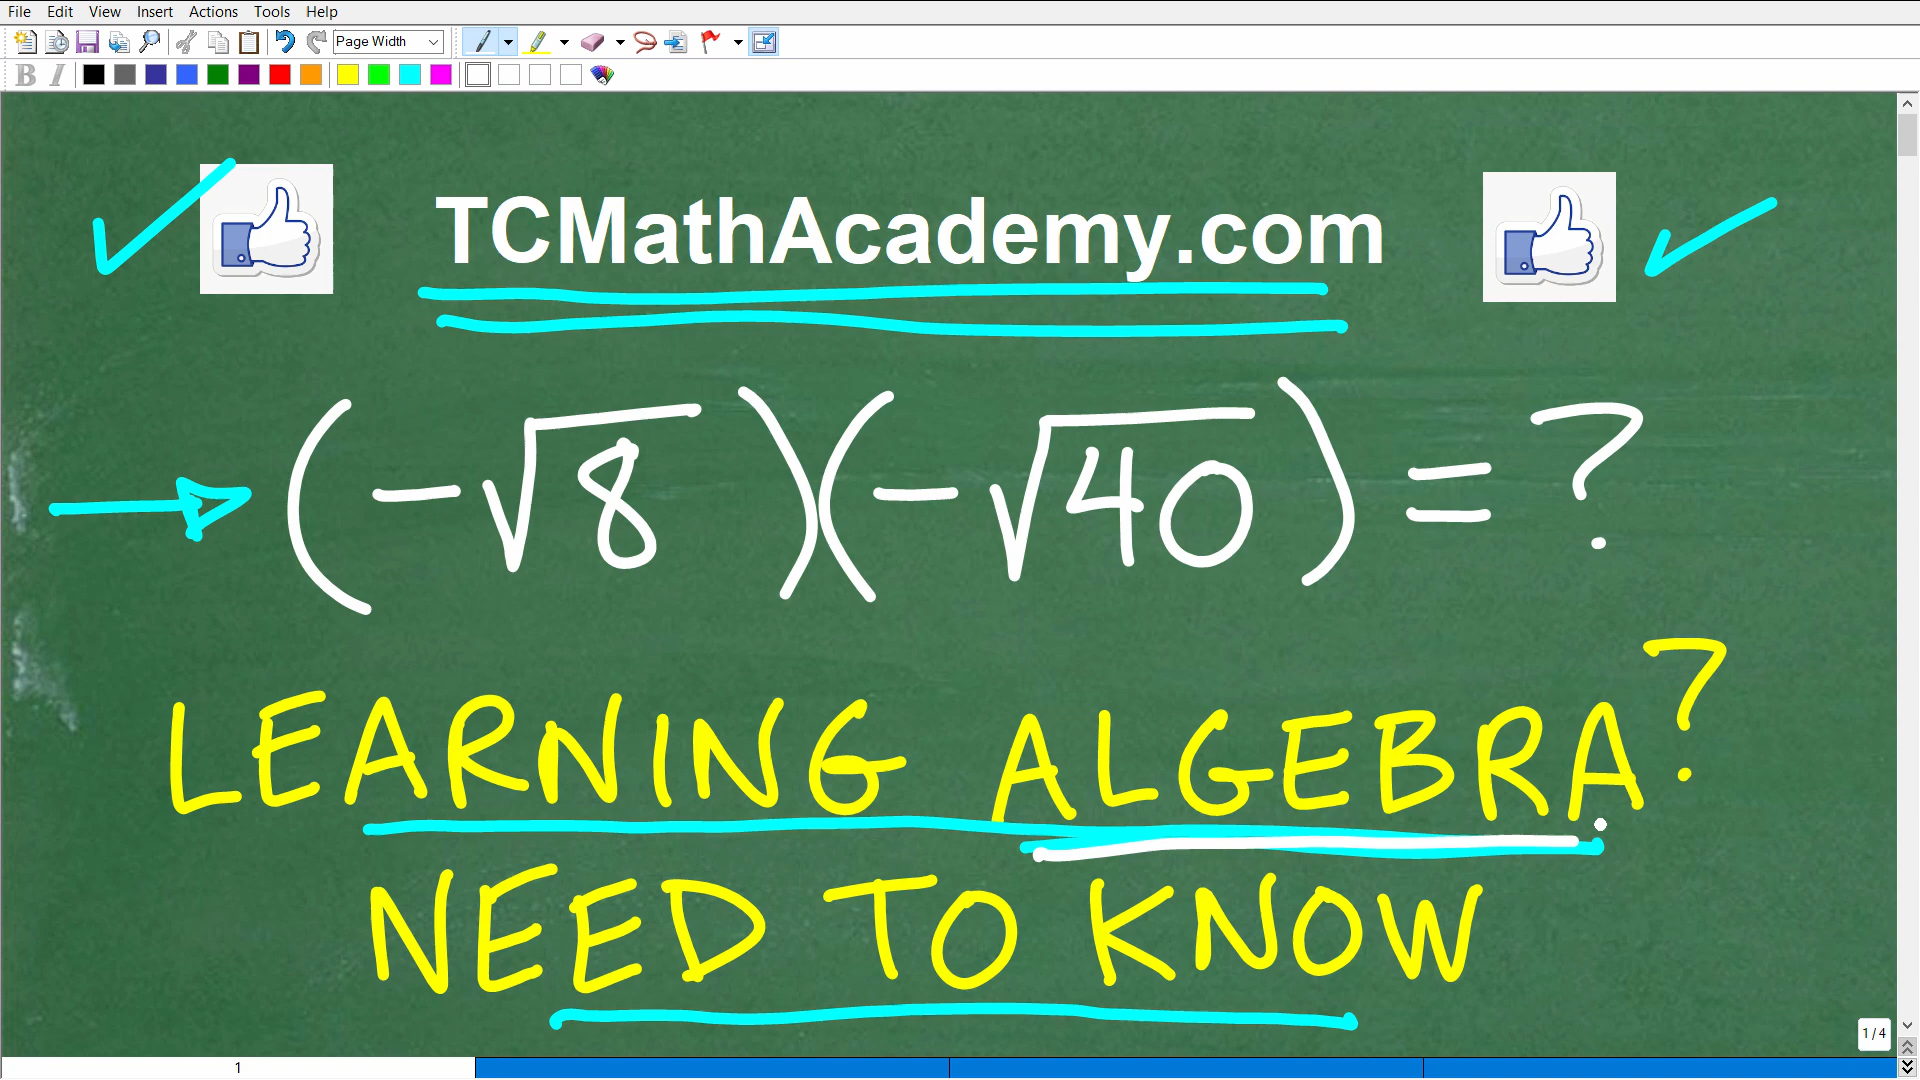 File Edit View Insert Actions Tools Help
Page Width
B I
TCMathAcademy.com
(-√8)(-√40) = ?
LEARNING ALGEBRA?
NEED TO KNOW
1 / 4
1